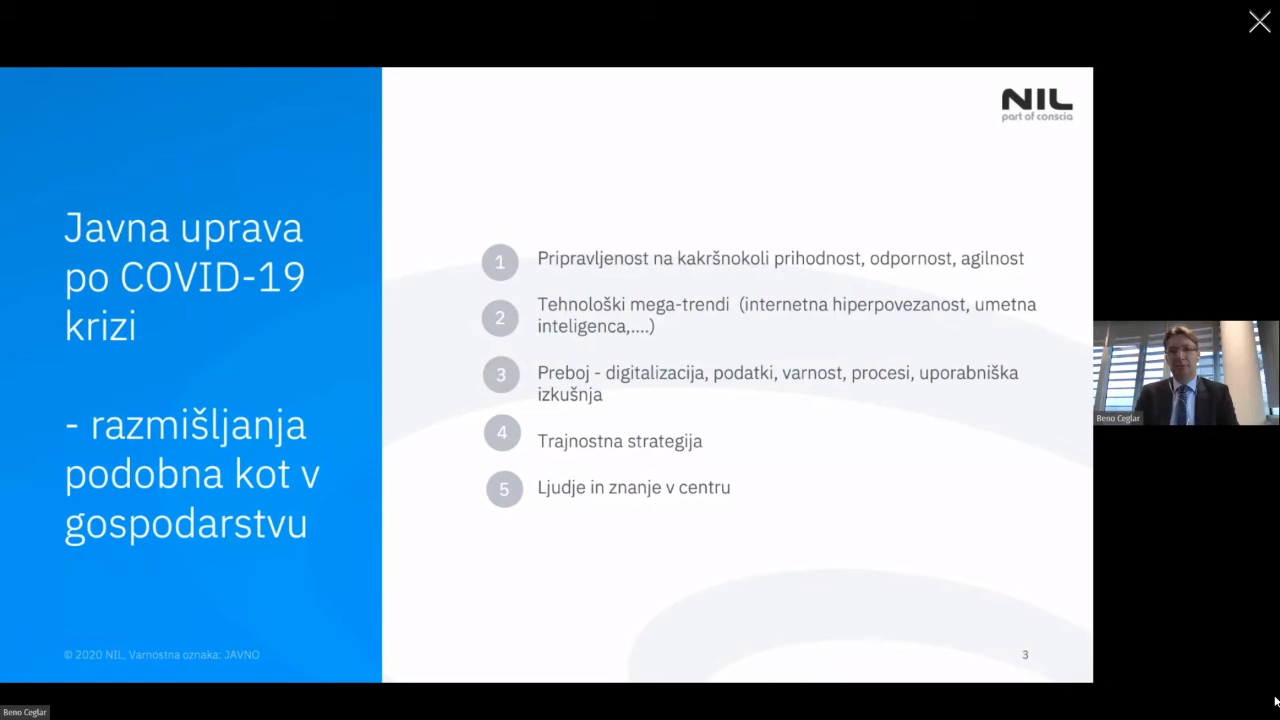 NIL
part of conscia
Javna uprava
po COVID-19
krizi
- razmišljanja
podobna kot v
gospodarstvu
1 Pripravljenost na kakršnokoli prihodnost, odpornost, agilnost
2 Tehnološki mega-trendi (internetna hiperpovezanost, umetna
inteligenca,....)
3 Preboj - digitalizacija, podatki, varnost, procesi, uporabniška
izkušnja
4 Trajnostna strategija
5 Ljudje in znanje v centru
© 2020 NIL, Varnostna oznaka: JAVNO
3
Beno Ceglar
Beno Ceglar